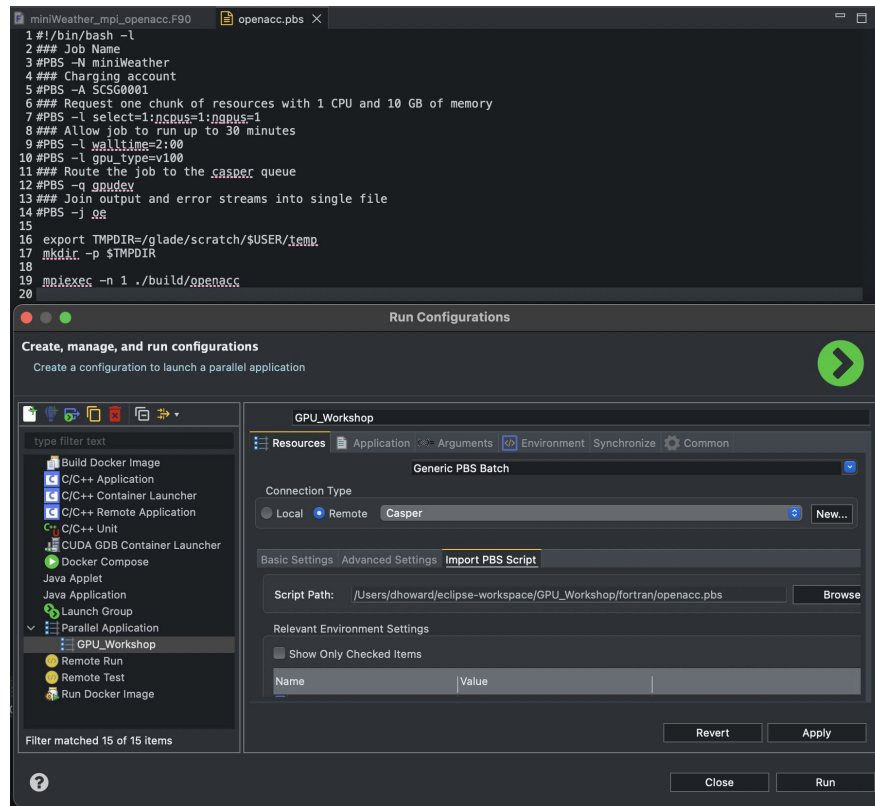 miniWeather_mpi_openacc.F90 openacc.pbs
1 #!/bin/bash -l
2 ### Job Name
3 #PBS -N miniWeather
4 ### Charging account
5 #PBS -A SCSG0001
6 ### Request one chunk of resources with 1 CPU and 10 GB of memory
7 #PBS -l select=1:ncpus=1:ngpus=1
8 ### Allow job to run up to 30 minutes
9 #PBS -l walltime=2:00
10 #PBS -l gpu_type=v100
11 ### Route the job to the casper queue
12 #PBS -q gpudev
13 ### Join output and error streams into single file
14 #PBS -j oe
15
16 export TMPDIR=/glade/scratch/$USER/temp
17 mkdir -p $TMPDIR
18
19 mpiexec -n 1 ./build/openacc
20
Run Configurations
Create, manage, and run configurations
Create a configuration to launch a parallel application
type filter text
Build Docker Image
C/C++ Application
C/C++ Container Launcher
C/C++ Remote Application
C/C++ Unit
CUDA GDB Container Launcher
Docker Compose
Java Applet
Java Application
Launch Group
Parallel Application
GPU_Workshop
Remote Run
Remote Test
Run Docker Image
Filter matched 15 of 15 items
GPU_Workshop
Resources Application Arguments Environment Synchronize Common
Generic PBS Batch
Connection Type
Local Remote Casper New...
Basic Settings Advanced Settings Import PBS Script
Script Path: /Users/dhoward/eclipse-workspace/GPU_Workshop/fortran/openacc.pbs Browse
Relevant Environment Settings
Show Only Checked Items
Name Value
Revert Apply
Close Run